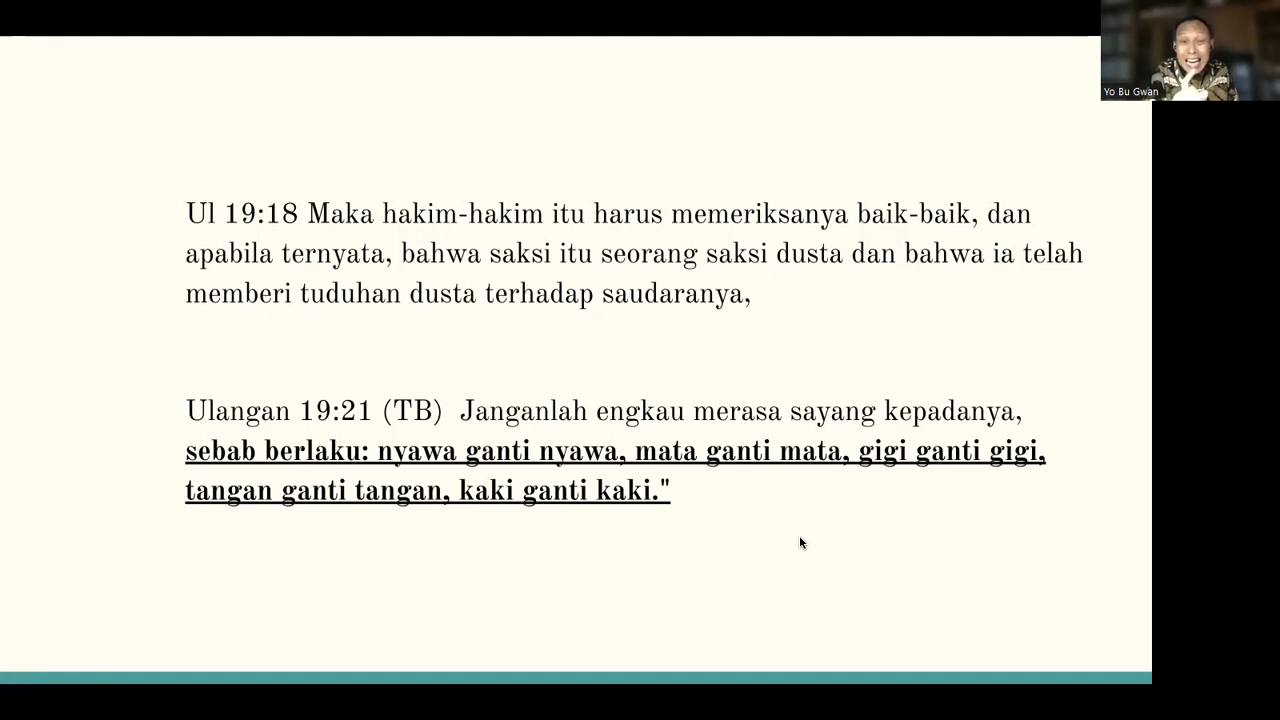 Yo Bu Gwan
Ul 19:18 Maka hakim-hakim itu harus memeriksanya baik-baik, dan
apabila ternyata, bahwa saksi itu seorang saksi dusta dan bahwa ia telah
memberi tuduhan dusta terhadap saudaranya,
Ulangan 19:21 (TB)  Janganlah engkau merasa sayang kepadanya,
sebab berlaku: nyawa ganti nyawa, mata ganti mata, gigi ganti gigi,
tangan ganti tangan, kaki ganti kaki."